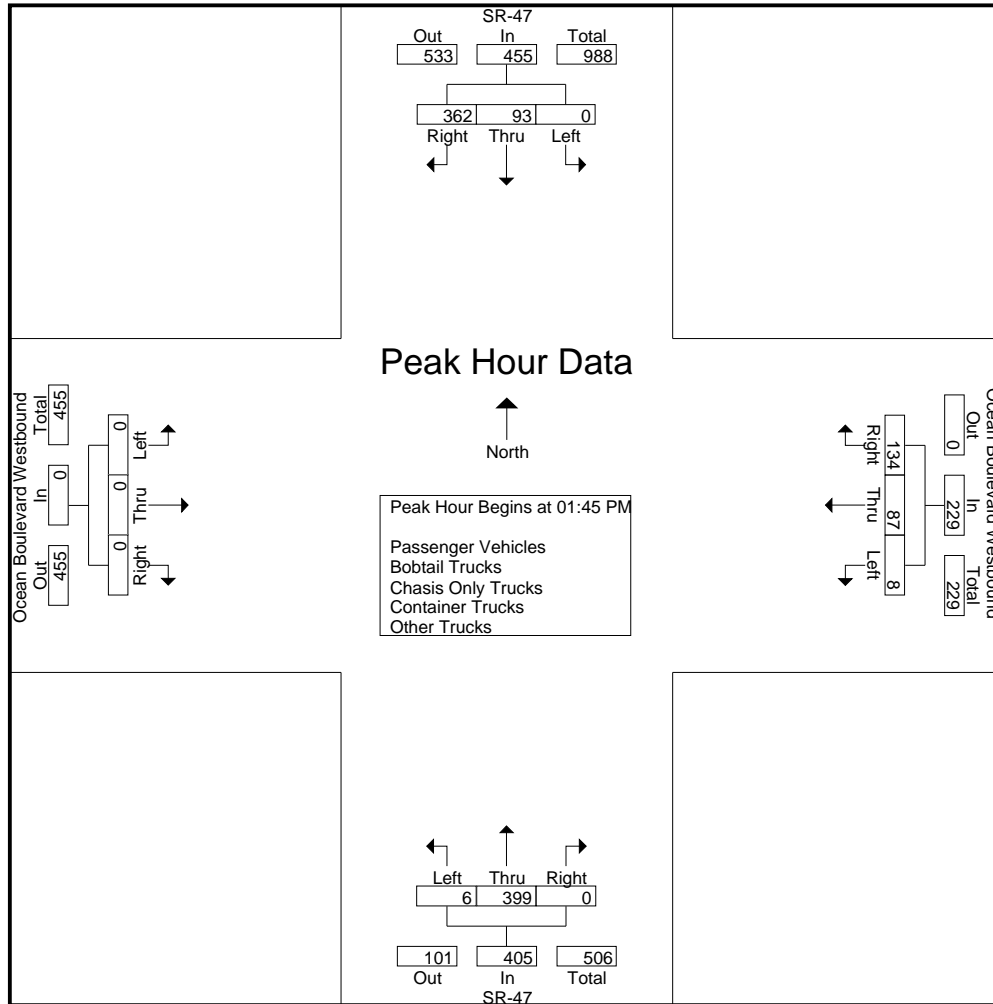 SR-47
Out In Total
533 455 988
362 93 0
Right Thru Left
Peak Hour Data
North
Peak Hour Begins at 01:45 PM
Passenger Vehicles
Bobtail Trucks
Chasis Only Trucks
Container Trucks
Other Trucks
Ocean Boulevard Westbound
Total In Out
455 0 455
0 0 0
Left Thru Right
Ocean Boulevard Westbound
Out In Total
0 229 229
134 87 8
Right Thru Left
Left Thru Right
6 399 0
101 405 506
Out In Total
SR-47